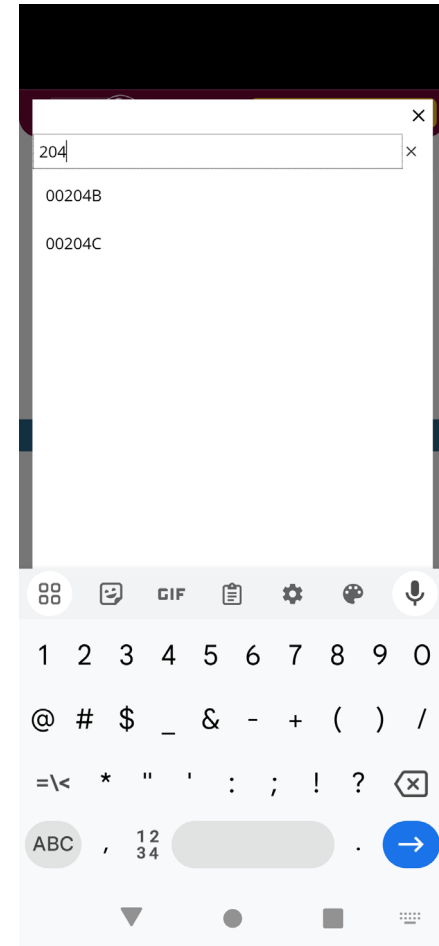 204
00204B
00204C
GIF
1 2 3 4 5 6 7 8 9 0
@ # $ _ & - + ( ) /
=\< * " ' : ; ! ?
ABC , 12 34 .